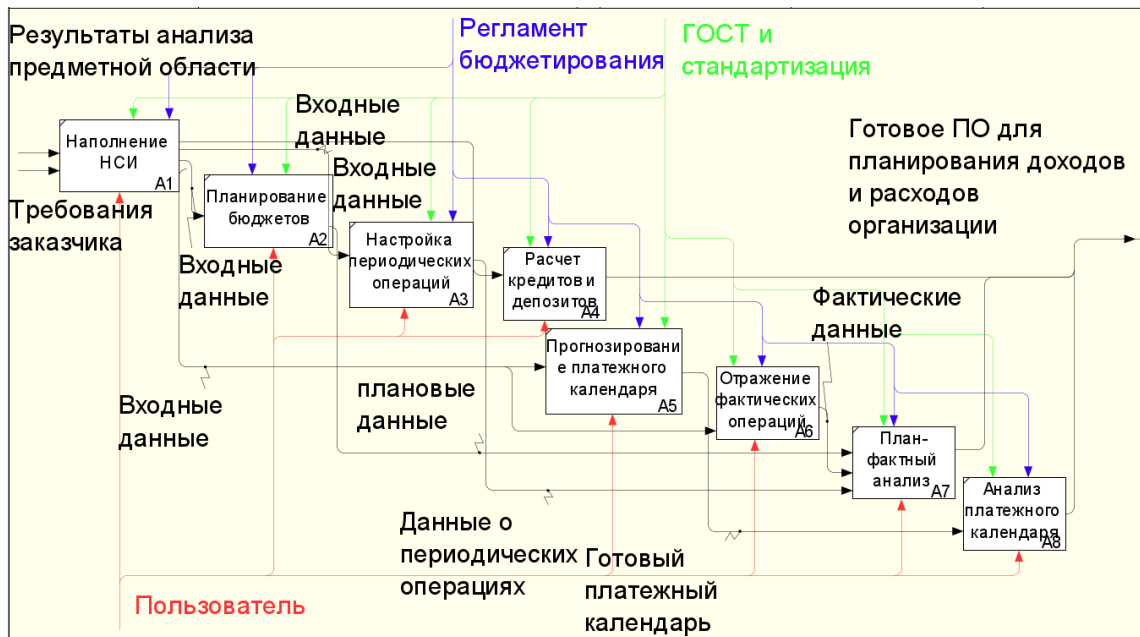 Результаты анализа
предметной области
Регламент
бюджетирования
ГОСТ и
стандартизация
Входные
данные
Готовое ПО для
планирования доходов
и расходов
организации
Наполнение
НСИ
A1
Входные
данные
Планирование
бюджетов
A2
Требования
заказчика
Входные
данные
Настройка
периодических
операций
A3
Расчет
кредитов и
депозитов
A4
Фактические
данные
Прогнозировани
е платежного
календаря
A5
Отражение
фактических
операций
A6
плановые
данные
Входные
данные
План-
фактный
анализ
A7
Анализ
платежного
календаря
A8
Данные о
периодических
операциях
Готовый
платежный
календарь
Пользователь